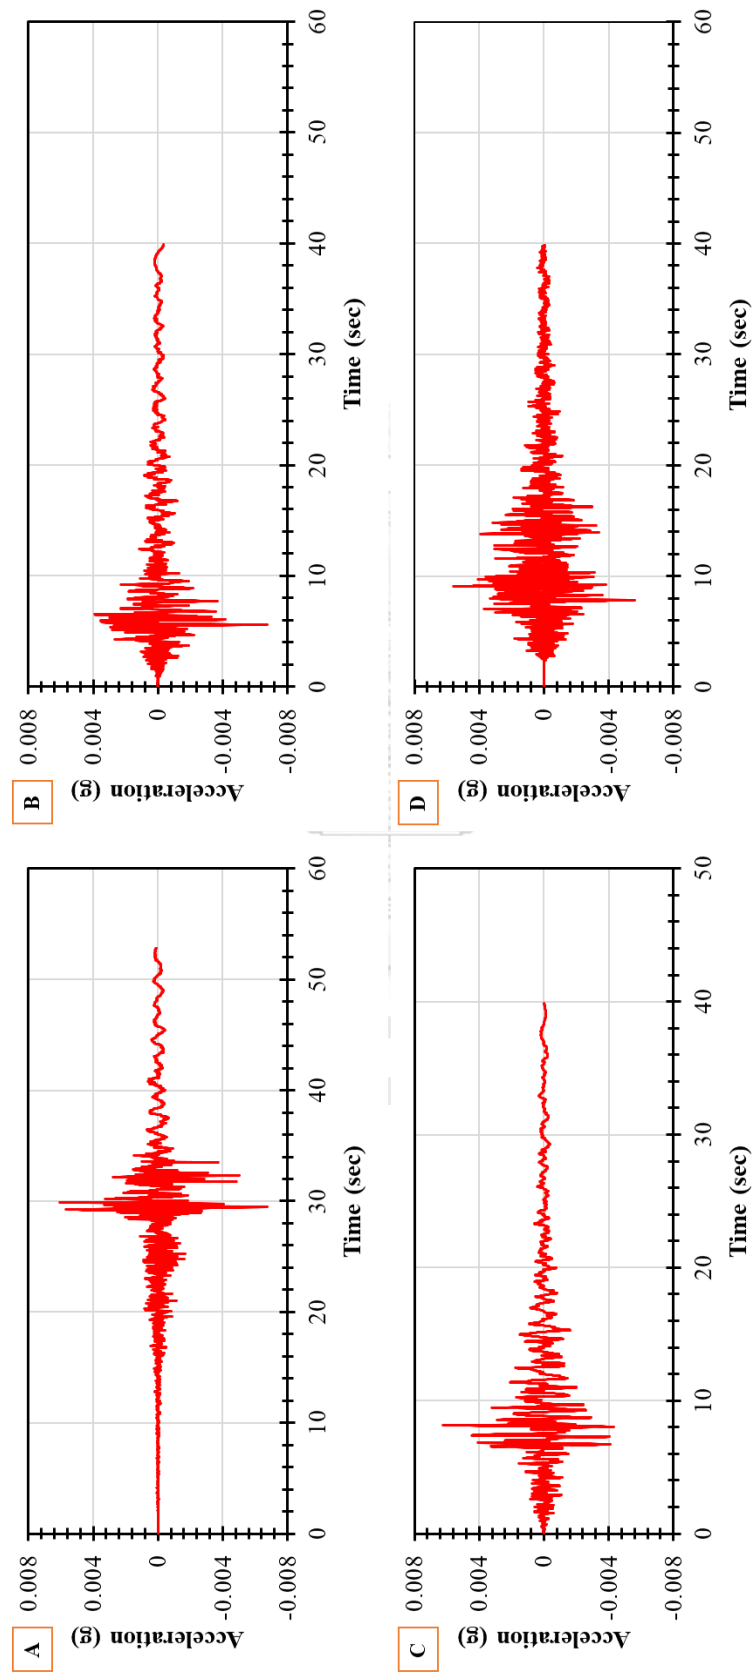 A
Acceleration (g)
0.008
0.004
0
-0.004
-0.008
0 10 20 30 40 50 60
Time (sec)
B
Acceleration (g)
0.008
0.004
0
-0.004
-0.008
0 10 20 30 40 50 60
Time (sec)
C
Acceleration (g)
0.008
0.004
0
-0.004
-0.008
0 10 20 30 40 50
Time (sec)
D
Acceleration (g)
0.008
0.004
0
-0.004
-0.008
0 10 20 30 40 50 60
Time (sec)